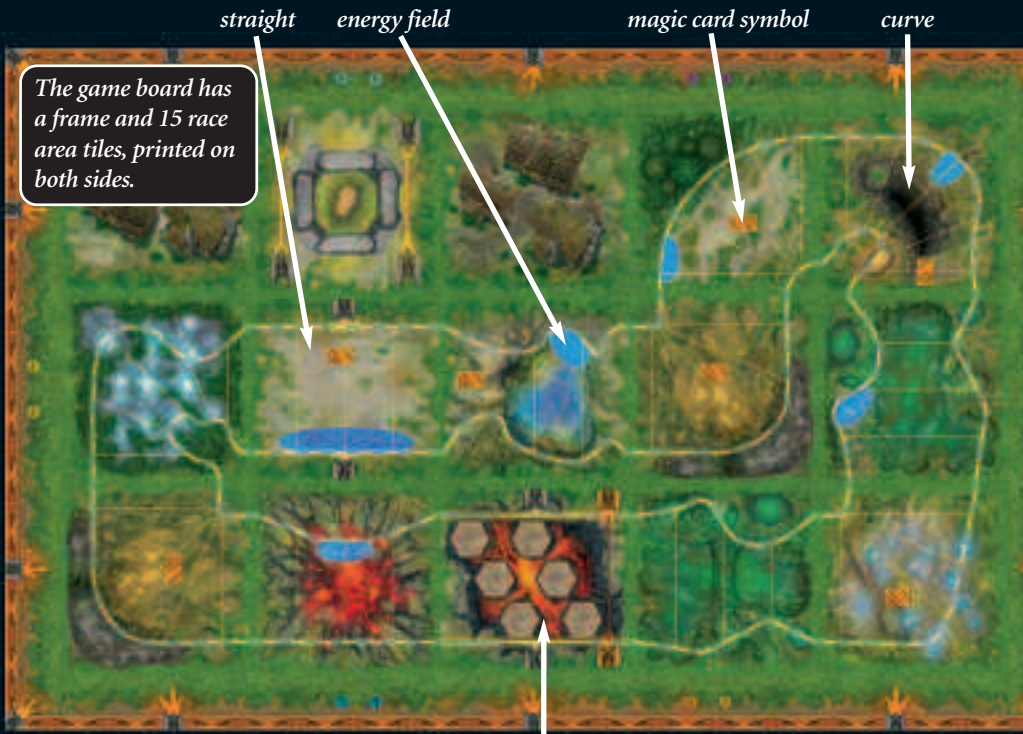 straight energy field magic card symbol curve
The game board has
a frame and 15 race
area tiles, printed on
both sides.